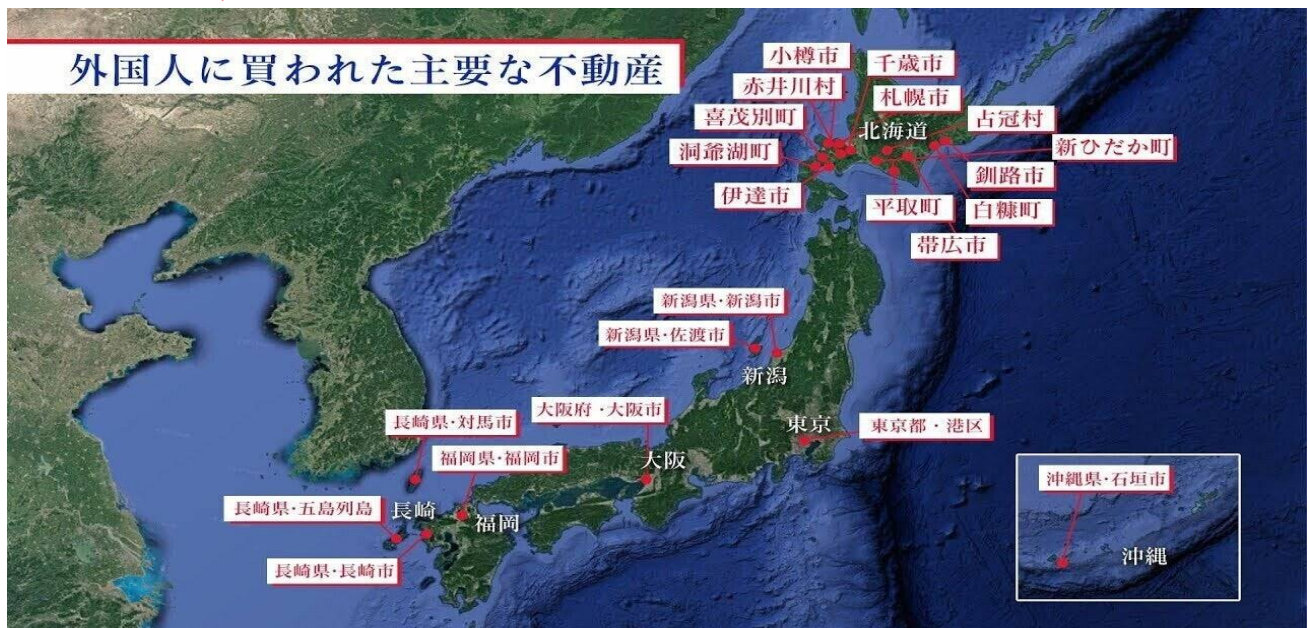 外国人に買われた主要な不動産
小樽市
千歳市
赤井川村
札幌市
喜茂別町
北海道
占冠村
洞爺湖町
新ひだか町
伊達市
平取町
釧路市
白糠町
帯広市
新潟県・新潟市
新潟県・佐渡市
新潟
大阪府・大阪市
長崎県・対馬市
東京
東京都・港区
福岡県・福岡市
大阪
長崎県・五島列島
長崎
福岡
長崎県・長崎市
沖縄県・石垣市
沖縄